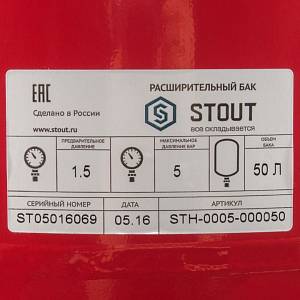 EAC
РАСШИРИТЕЛЬНЫЙ БАК
Сделано в России
STOUT
www.stout.ru
все складывается
ПРЕДВАРИТЕЛЬНОЕ ДАВЛЕНИЕ
1.5
МАКСИМАЛЬНОЕ ДАВЛЕНИЕ БАР
5
ОБЪЕМ БАКА
50 Л
СЕРИЙНЫЙ НОМЕР
ДАТА
АРТИКУЛ
ST05016069
05.16
STH-0005-000050